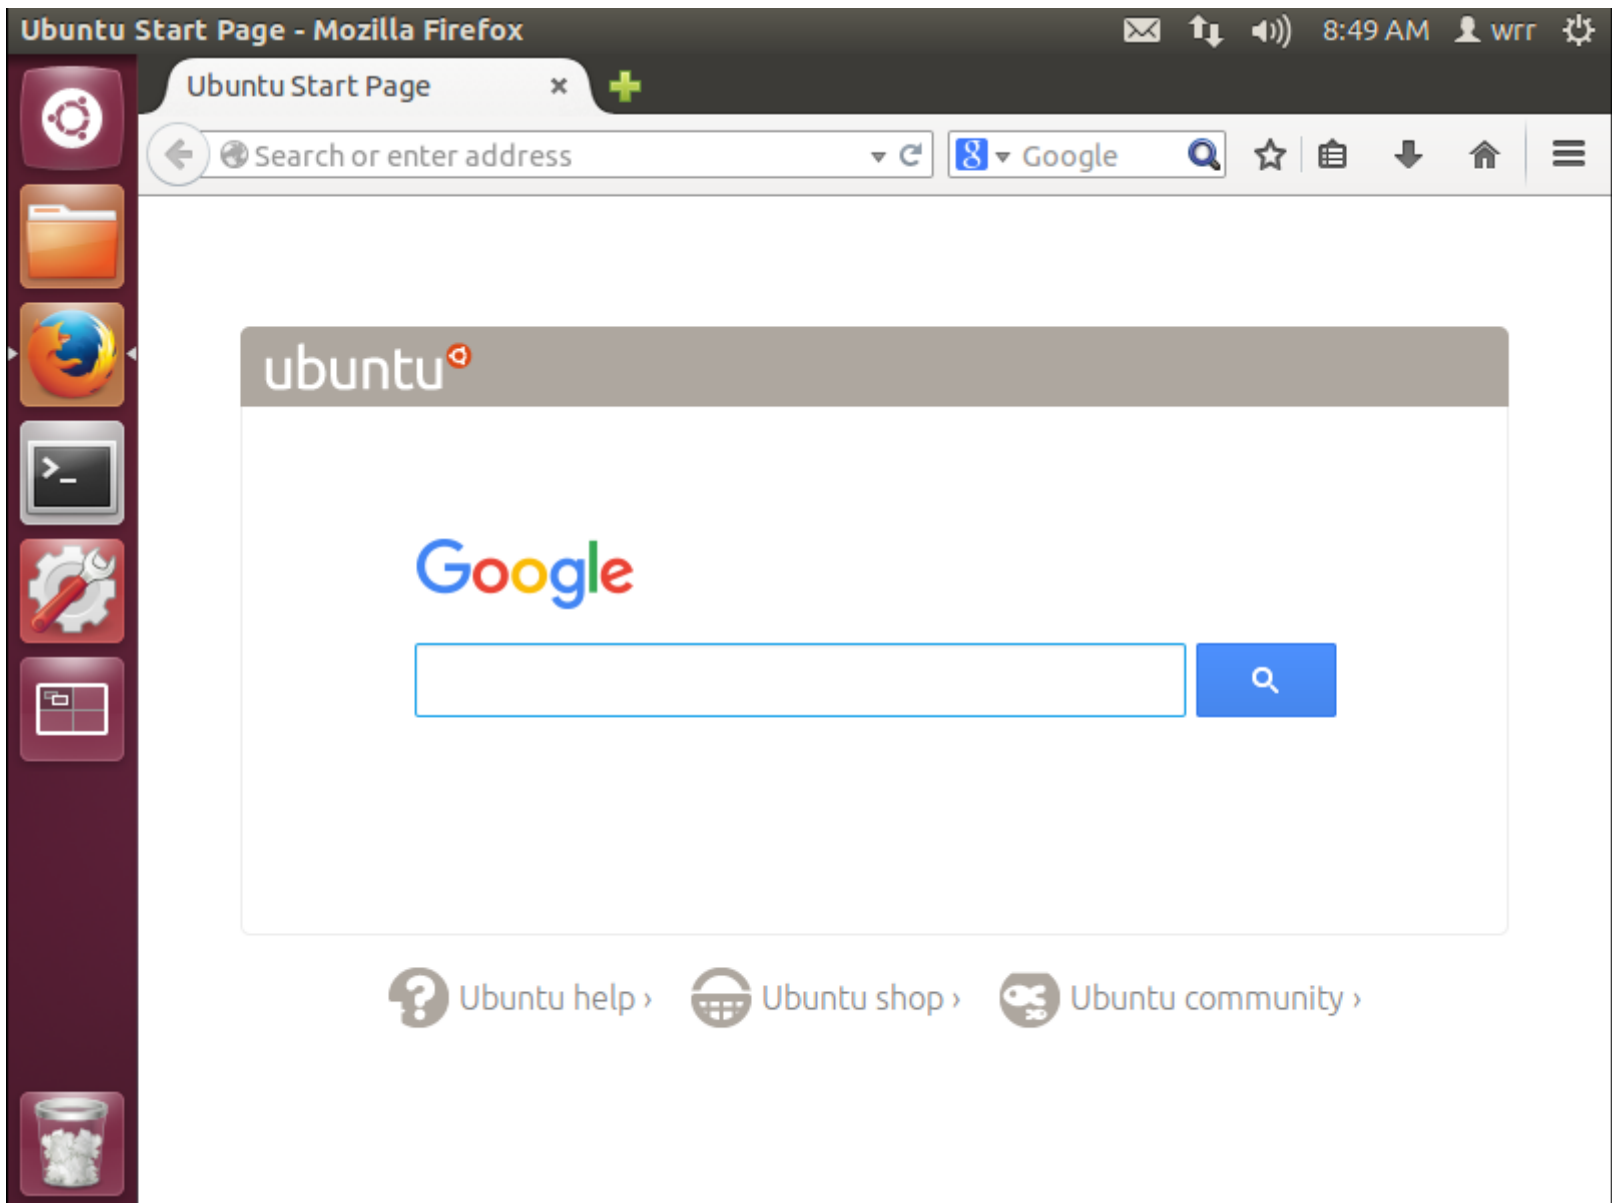 Ubuntu Start Page - Mozilla Firefox 8:49 AM wrr
Ubuntu Start Page
Search or enter address 8 Google
ubuntu
>_
Google
Ubuntu help › Ubuntu shop › Ubuntu community ›